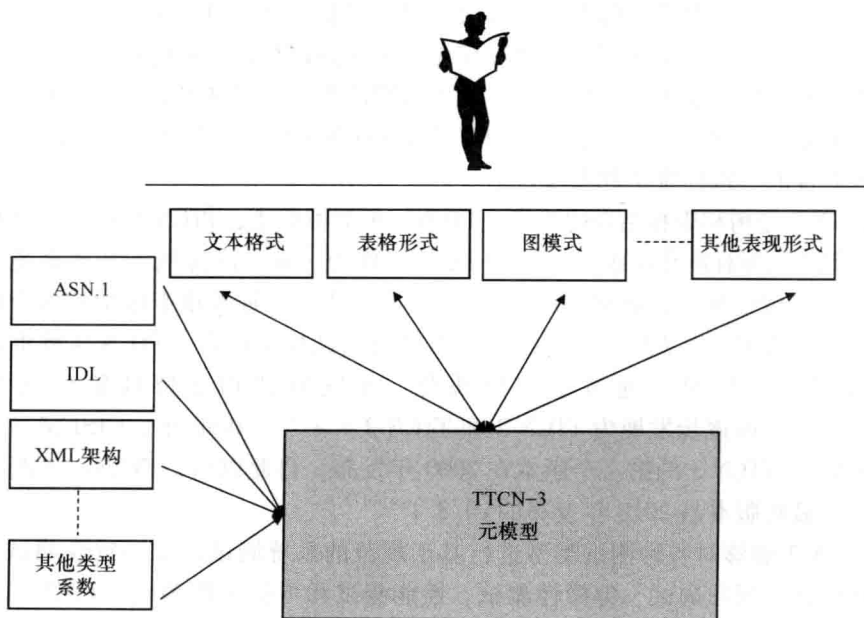 文本格式
表格形式
图模式
其他表现形式
ASN.1
IDL
XML架构
其他类型
系数
TTCN-3
元模型